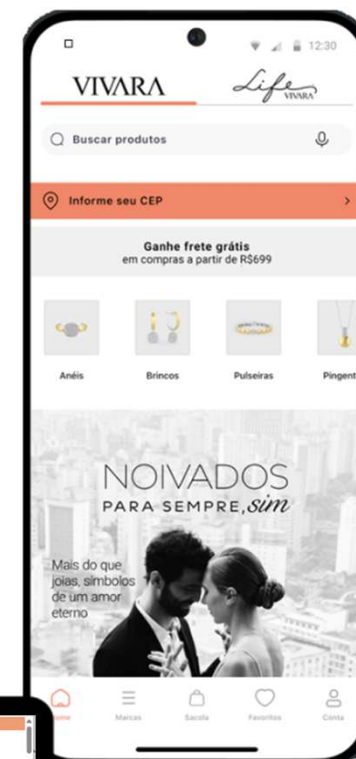 12:30
VIVARA
Life
VIVARA
Buscar produtos
Informe seu CEP
Ganhe frete grátis
em compras a partir de R$699
Anéis
Brincos
Pulseiras
Pingent
NOIVADOS
PARA SEMPRE, sim
Mais do que
joias, símbolos
de um amor
eterno
Home
Marcas
Sacola
Favoritos
Conta